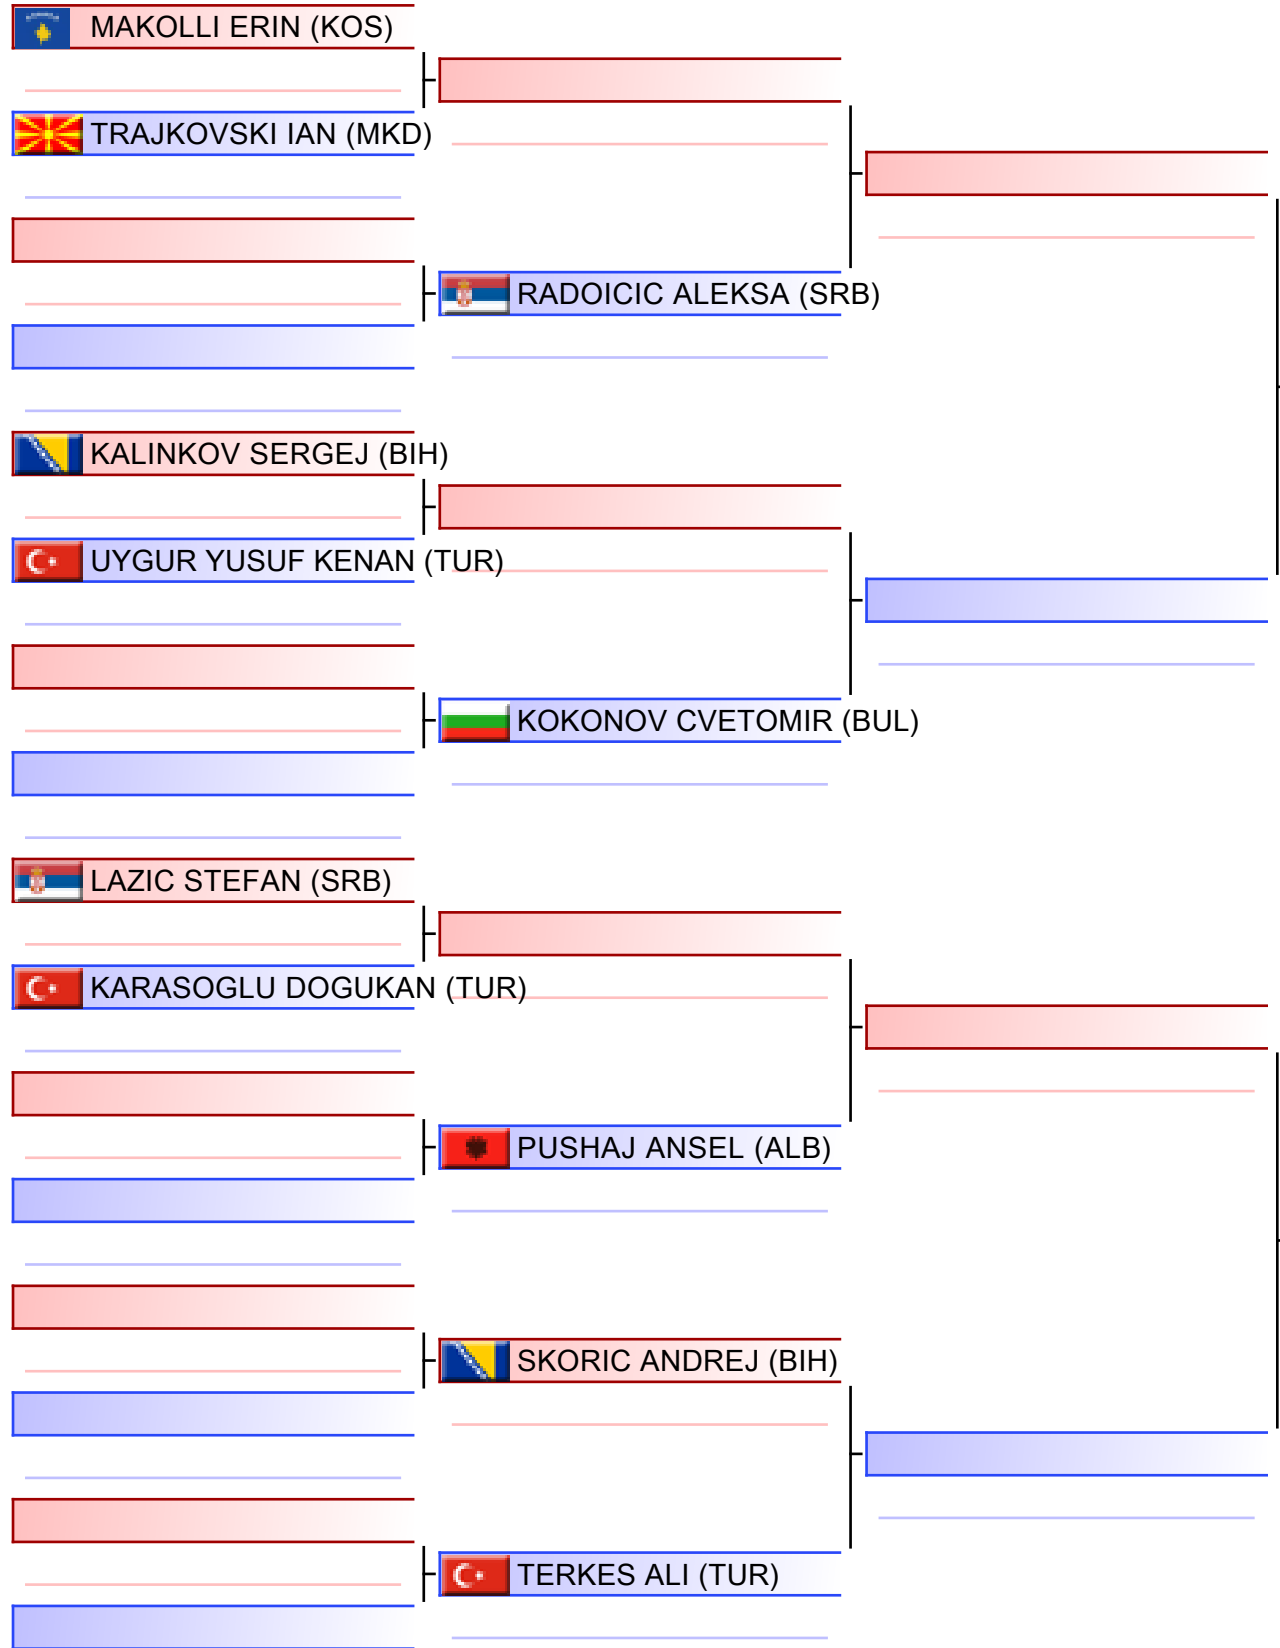 MAKOLLI ERIN (KOS)
TRAJKOVSKI IAN (MKD)
RADOICIC ALEKSA (SRB)
KALINKOV SERGEJ (BIH)
UYGUR YUSUF KENAN (TUR)
KOKONOV CVETOMIR (BUL)
LAZIC STEFAN (SRB)
KARASOGLU DOGUKAN (TUR)
PUSHAJ ANSEL (ALB)
SKORIC ANDREJ (BIH)
TERKES ALI (TUR)